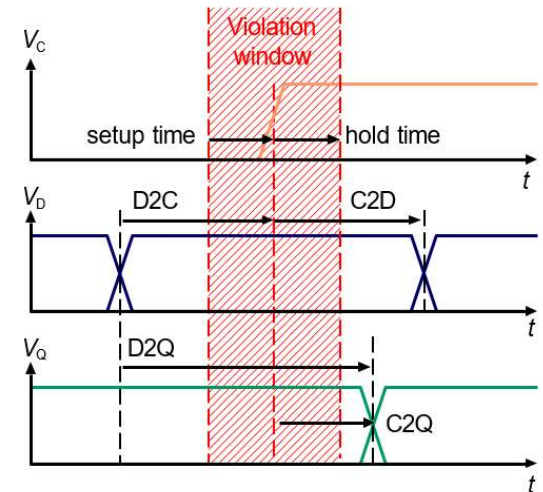 Violation
window
V_C
setup time
hold time
t
V_D
D2C
C2D
t
V_Q
D2Q
C2Q
t